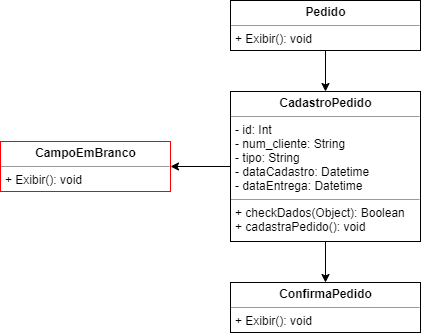 Pedido
+ Exibir(): void
CadastroPedido
- id: Int
- num_cliente: String
- tipo: String
- dataCadastro: Datetime
- dataEntrega: Datetime
+ checkDados(Object): Boolean
+ cadastraPedido(): void
CampoEmBranco
+ Exibir(): void
ConfirmaPedido
+ Exibir(): void